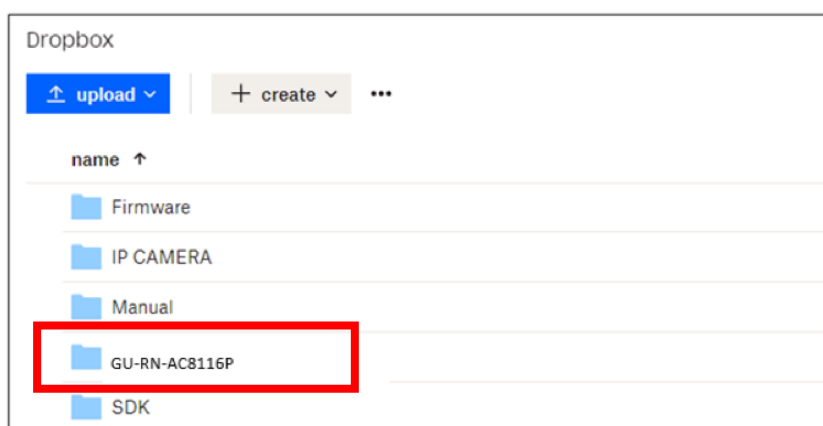 Dropbox
upload + create •••
name ↑
Firmware
IP CAMERA
Manual
GU-RN-AC8116P
SDK